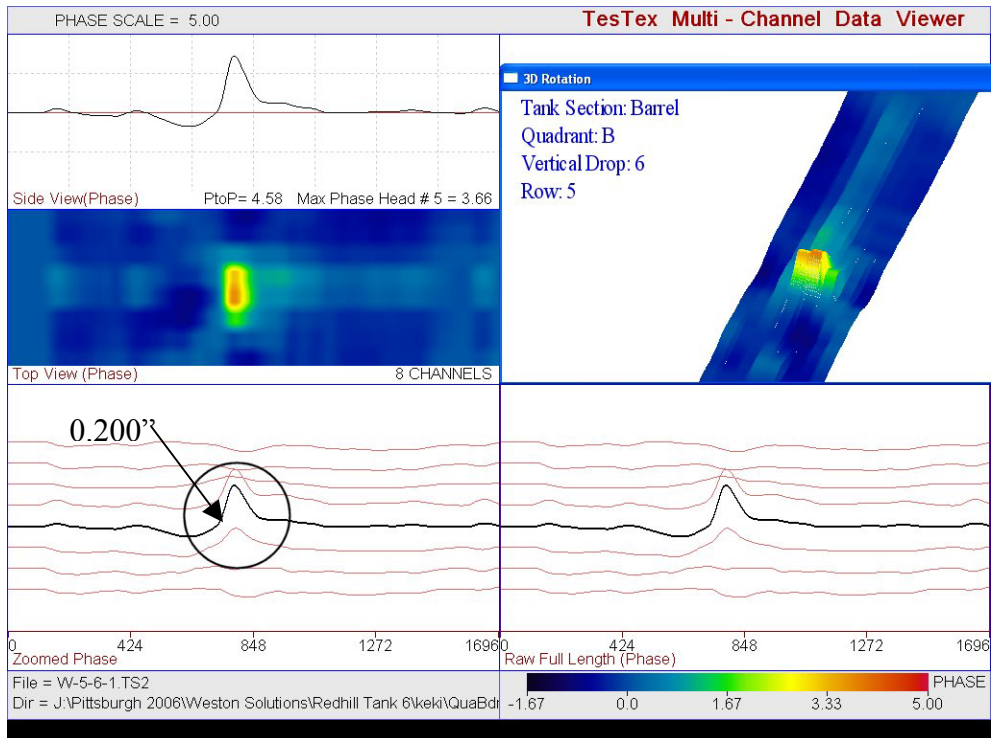 PHASE SCALE = 5.00
TesTex Multi - Channel Data Viewer
3D Rotation
Tank Section: Barrel
Quadrant: B
Vertical Drop: 6
Row: 5
Side View(Phase) PtoP= 4.58 Max Phase Head # 5 = 3.66
Top View (Phase) 8 CHANNELS
0.200”
0 424 848 1272 1696
Zoomed Phase
0 424 848 1272 1696
Raw Full Length (Phase)
File = W-5-6-1.TS2
Dir = J:\Pittsburgh 2006\Weston Solutions\Redhill Tank 6\keki\QuaBdr
PHASE
-1.67 0.0 1.67 3.33 5.00